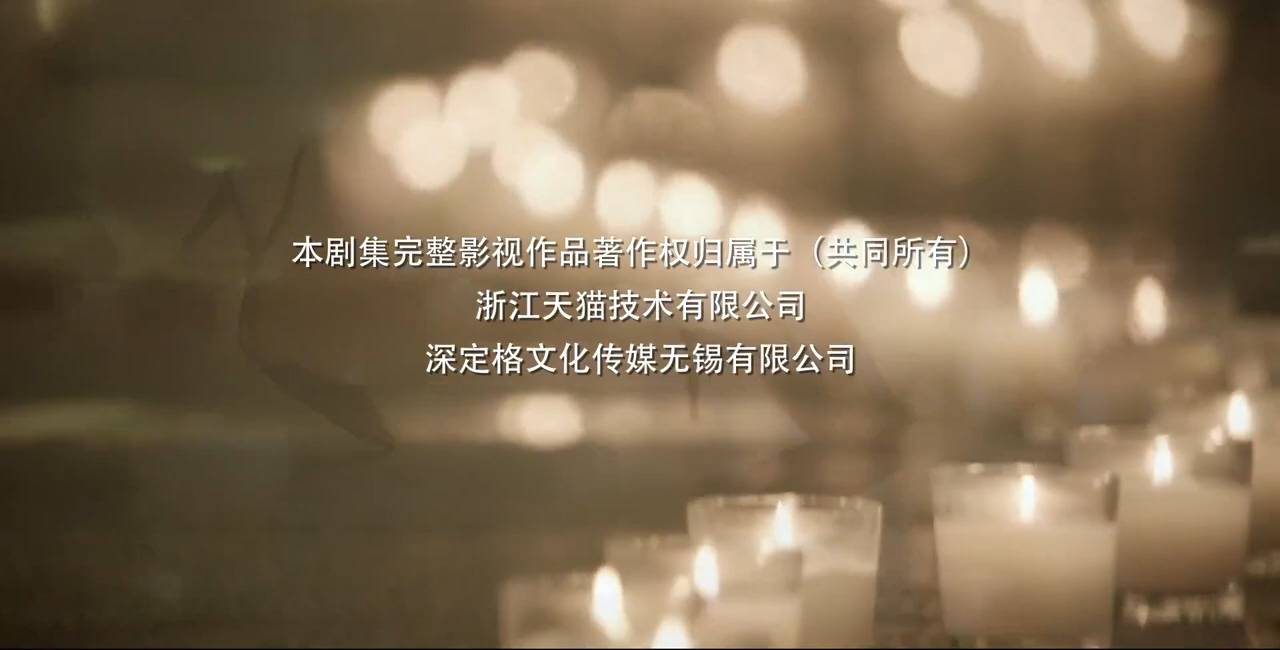 本剧集完整影视作品著作权归属于（共同所有）
浙江天猫技术有限公司
深定格文化传媒无锡有限公司